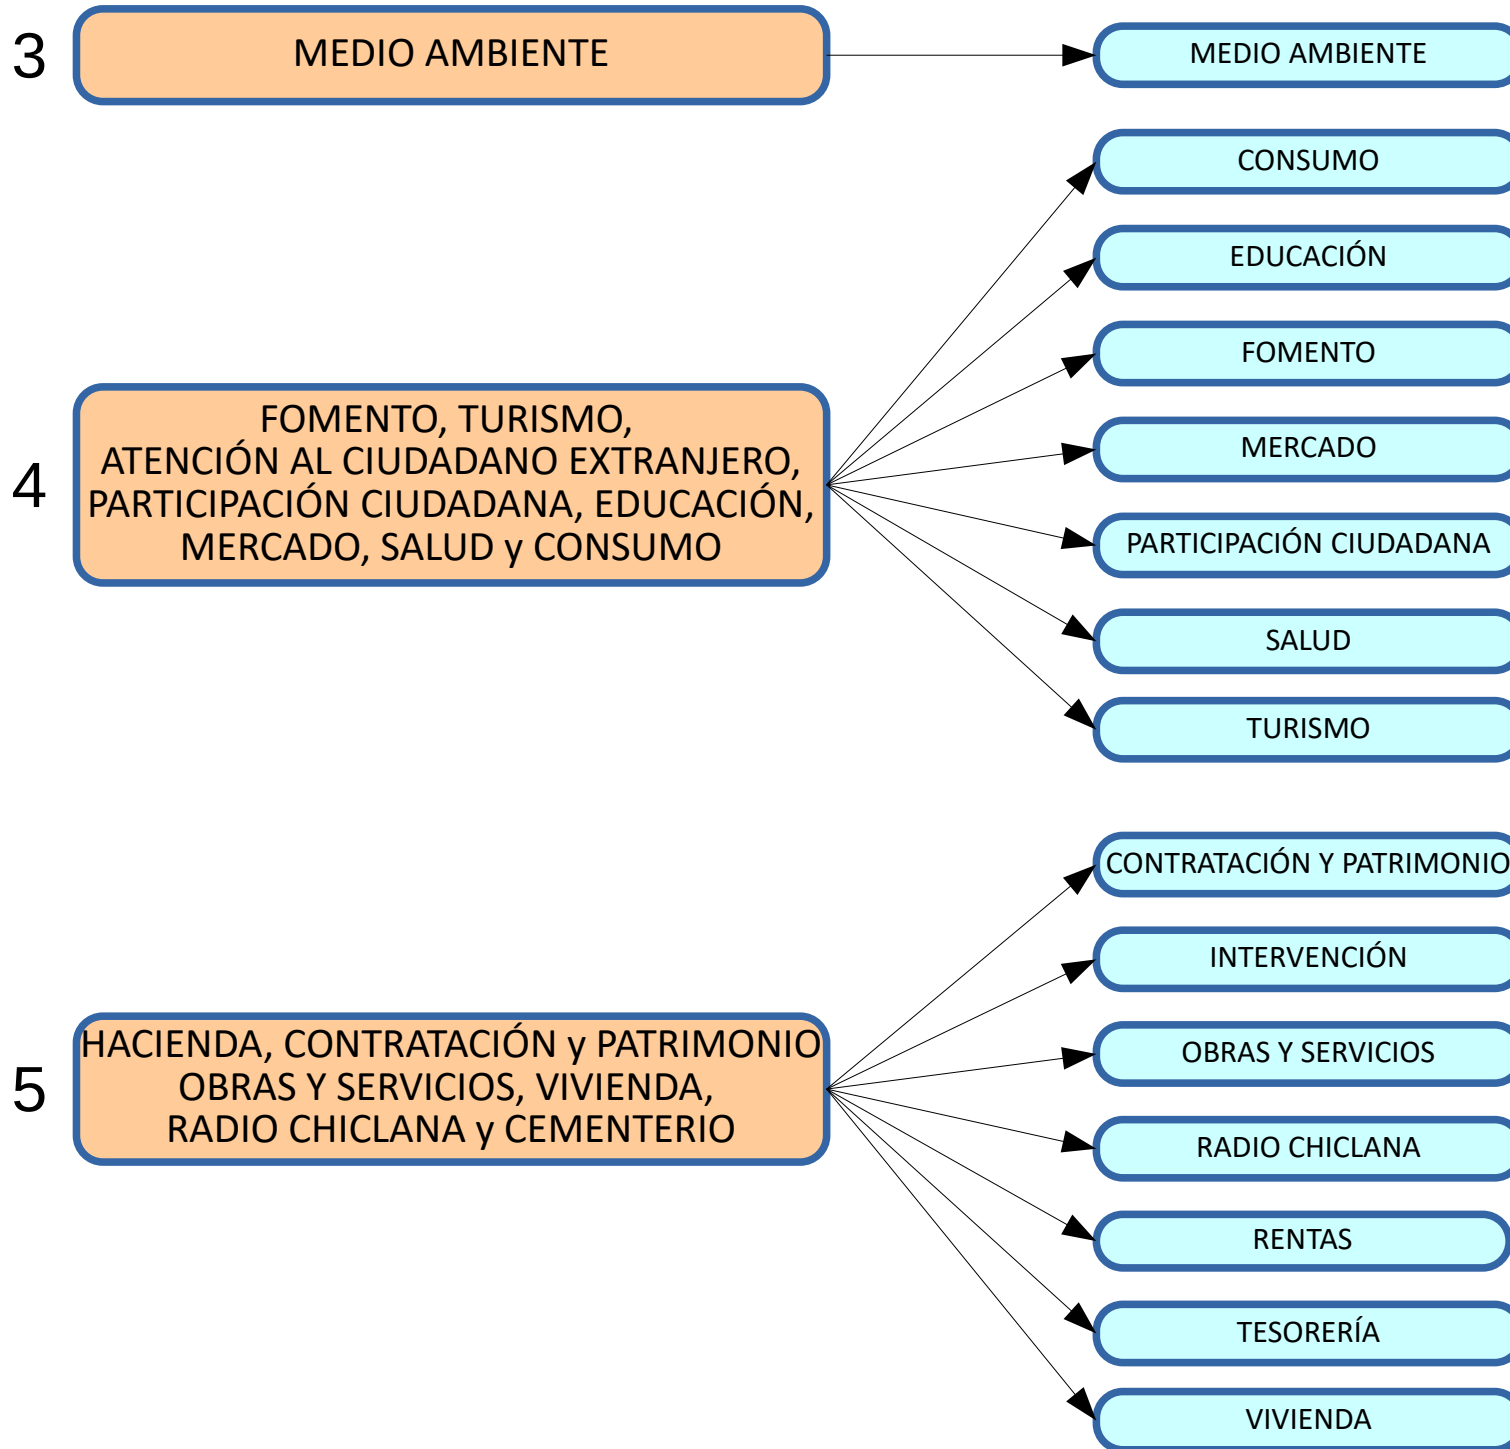 3
MEDIO AMBIENTE
MEDIO AMBIENTE
4
FOMENTO, TURISMO,
ATENCIÓN AL CIUDADANO EXTRANJERO,
PARTICIPACIÓN CIUDADANA, EDUCACIÓN,
MERCADO, SALUD y CONSUMO
CONSUMO
EDUCACIÓN
FOMENTO
MERCADO
PARTICIPACIÓN CIUDADANA
SALUD
TURISMO
5
HACIENDA, CONTRATACIÓN y PATRIMONIO
OBRAS Y SERVICIOS, VIVIENDA,
RADIO CHICLANA y CEMENTERIO
CONTRATACIÓN Y PATRIMONIO
INTERVENCIÓN
OBRAS Y SERVICIOS
RADIO CHICLANA
RENTAS
TESORERÍA
VIVIENDA